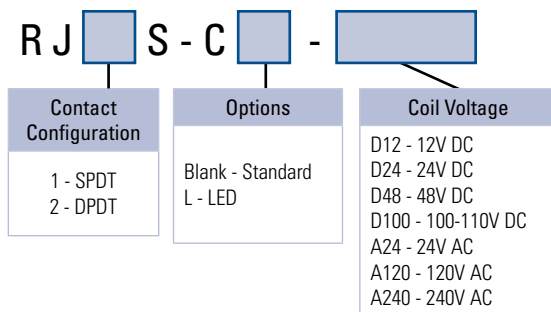 RJ S-C -
Contact
Configuration
1 - SPDT
2 - DPDT
Options
Blank - Standard
L - LED
Coil Voltage
D12 - 12V DC
D24 - 24V DC
D48 - 48V DC
D100 - 100-110V DC
A24 - 24V AC
A120 - 120V AC
A240 - 240V AC